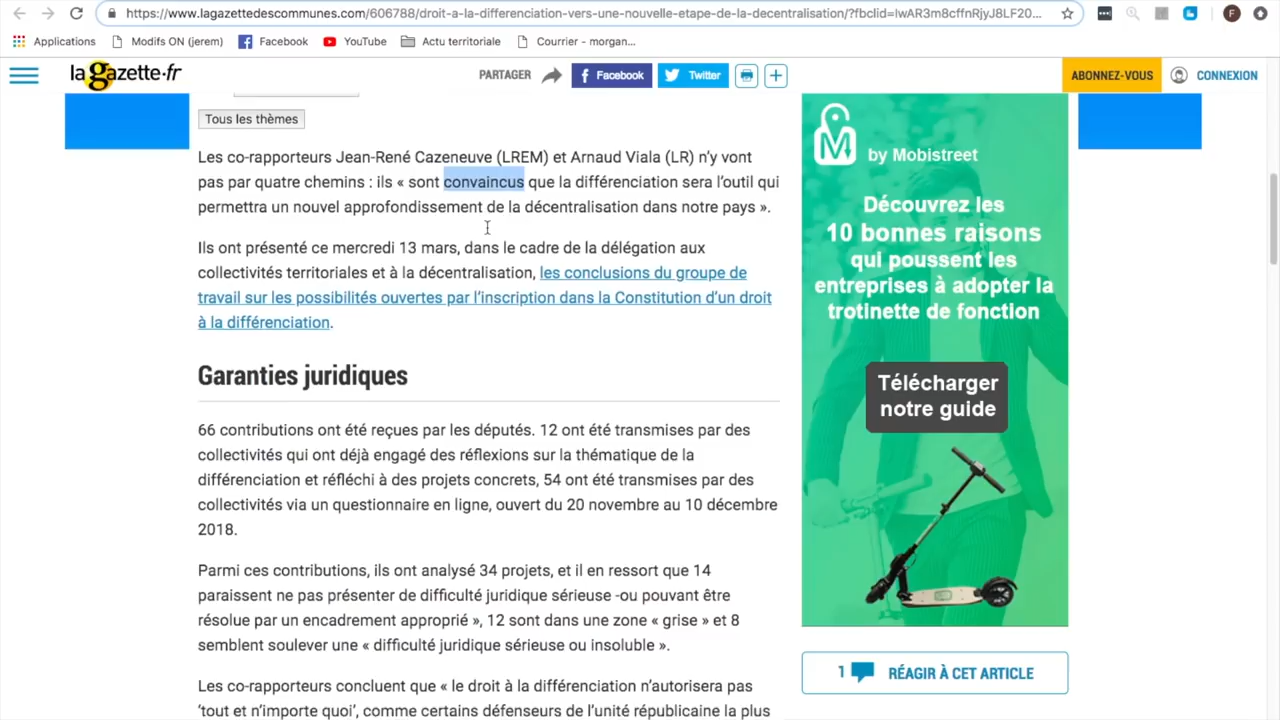 https://www.lagazettedescommunes.com/606788/droit-a-la-differenciation-vers-une-nouvelle-etape-de-la-decentralisation/?fbclid=IwAR3m8cffnRjyJ8LF20...
F
Applications
Modifs ON (jerem)
Facebook
YouTube
Actu territoriale
Courrier - morgan...
la gazette·fr
PARTAGER
Facebook
Twitter
ABONNEZ-VOUS
CONNEXION
Tous les thèmes
Les co-rapporteurs Jean-René Cazeneuve (LREM) et Arnaud Viala (LR) n’y vont
pas par quatre chemins : ils « sont convaincus que la différenciation sera l’outil qui
permettra un nouvel approfondissement de la décentralisation dans notre pays ».
Ils ont présenté ce mercredi 13 mars, dans le cadre de la délégation aux
collectivités territoriales et à la décentralisation, les conclusions du groupe de
travail sur les possibilités ouvertes par l’inscription dans la Constitution d’un droit
à la différenciation.
Garanties juridiques
66 contributions ont été reçues par les députés. 12 ont été transmises par des
collectivités qui ont déjà engagé des réflexions sur la thématique de la
différenciation et réfléchi à des projets concrets, 54 ont été transmises par des
collectivités via un questionnaire en ligne, ouvert du 20 novembre au 10 décembre
2018.
Parmi ces contributions, ils ont analysé 34 projets, et il en ressort que 14
paraissent ne pas présenter de difficulté juridique sérieuse -ou pouvant être
résolue par un encadrement approprié », 12 sont dans une zone « grise » et 8
semblent soulever une « difficulté juridique sérieuse ou insoluble ».
Les co-rapporteurs concluent que « le droit à la différenciation n’autorisera pas
‘tout et n’importe quoi’, comme certains défenseurs de l’unité républicaine la plus
M by Mobistreet
Découvrez les
10 bonnes raisons
qui poussent les
entreprises à adopter la
trotinette de fonction
Télécharger
notre guide
1 RÉAGIR À CET ARTICLE